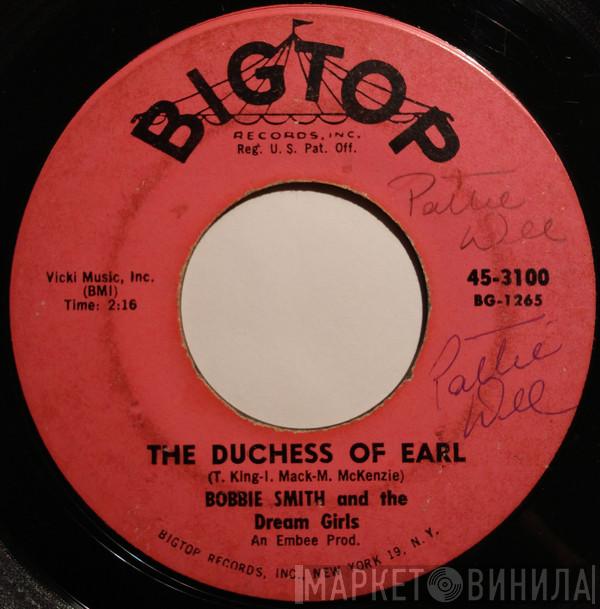 BIGTOP
RECORDS, INC.
Reg. U. S. Pat. Off.
Pattie
Vicki Music, Inc.
(BMI)
Time: 2:16
45-3100
BG-1265
Pattie
THE DUCHESS OF EARL
(T. King-I. Mack-M. McKenzie)
BOBBIE SMITH and the
Dream Girls
An Embee Prod.
BIGTOP RECORDS, INC., NEW YORK 19, N. Y.
МАРКЕТ ВИНИЛА